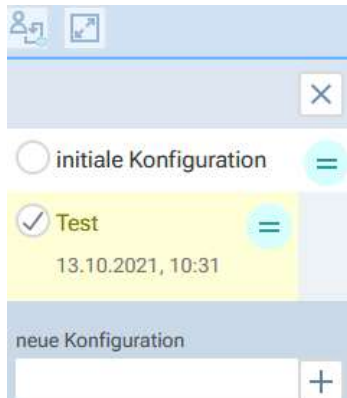 initiale Konfiguration
Test
13.10.2021, 10:31
neue Konfiguration